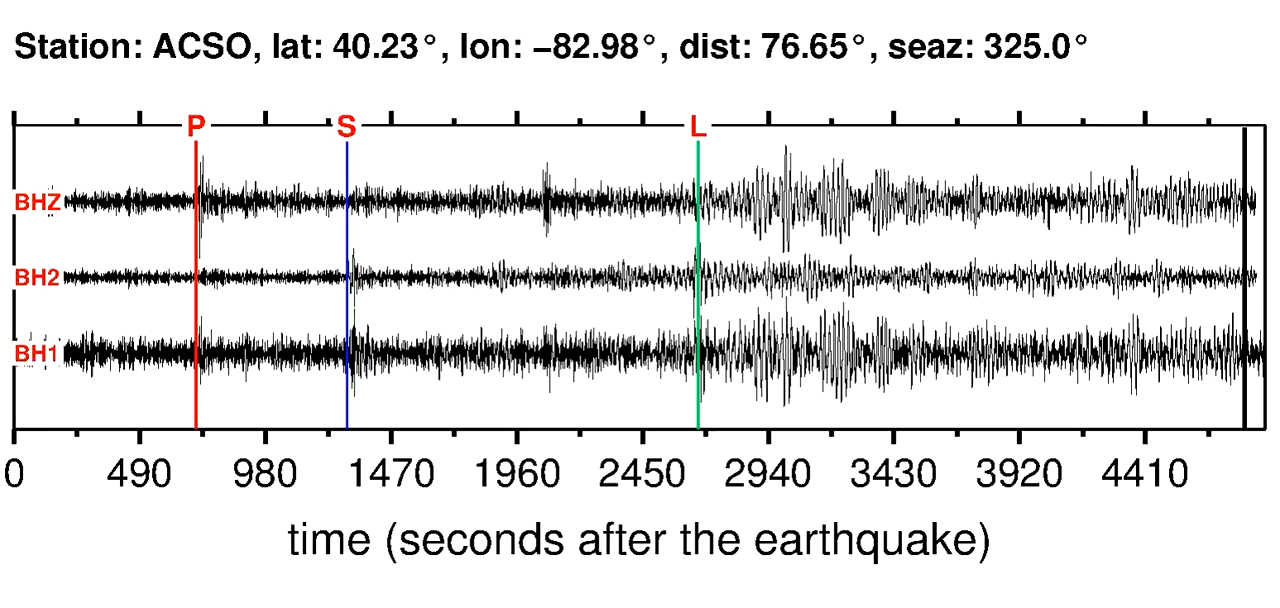 Station: ACSO, lat: 40.23°, lon: −82.98°, dist: 76.65°, seaz: 325.0°
P S L
BHZ
BH2
BH1
0 490 980 1470 1960 2450 2940 3430 3920 4410
time (seconds after the earthquake)